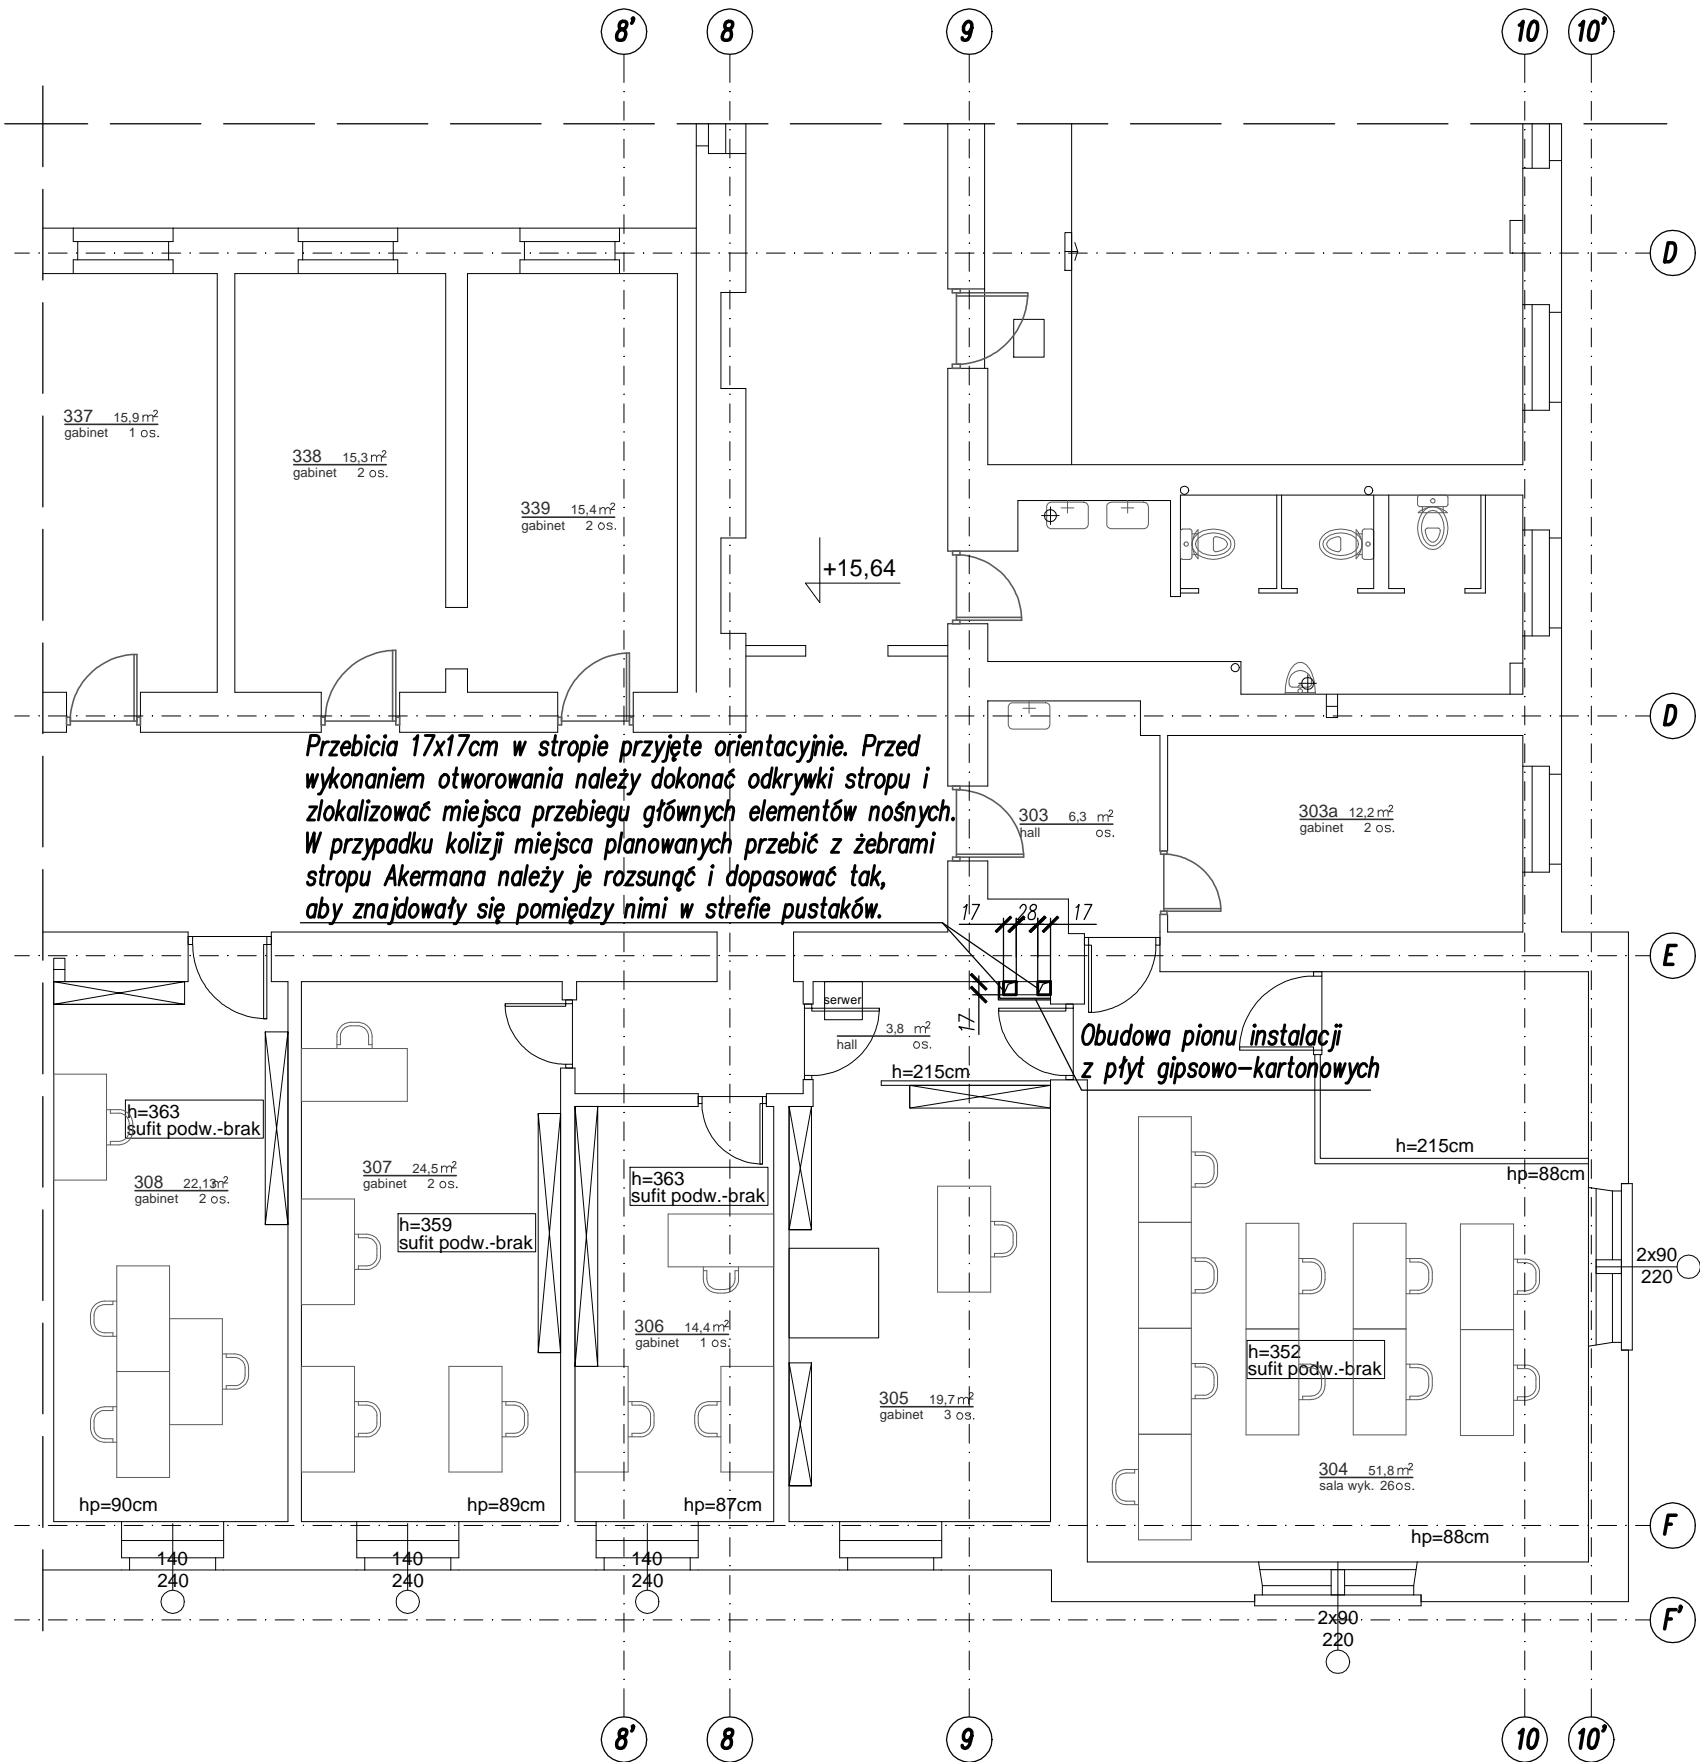 8' 8 9 10 10'
D
337 15,9 m²
gabinet 1 os.
338 15,3 m²
gabinet 2 os.
339 15,4 m²
gabinet 2 os.
+15,64
D
Przebicia 17x17cm w stropie przyjęte orientacyjnie. Przed
wykonaniem otworowania należy dokonać odkrywki stropu i
zlokalizować miejsca przebiegu głównych elementów nośnych.
W przypadku kolizji miejsca planowanych przebić z żebrami
stropu Akermana należy je rozsunąć i dopasować tak,
aby znajdowały się pomiędzy nimi w strefie pustaków.
303 6,3 m²
hall os.
303a 12,2 m²
gabinet 2 os.
17 28 17
E
17
serwer
3,8 m²
hall os.
h=215cm
Obudowa pionu instalacji
z płyt gipsowo-kartonowych
h=363
sufit podw.-brak
308 22,13m²
gabinet 2 os.
307 24,5 m²
gabinet 2 os.
h=359
sufit podw.-brak
h=363
sufit podw.-brak
306 14,4 m²
gabinet 1 os.
305 19,7 m²
gabinet 3 os.
h=215cm
hp=88cm
2x90
220
h=352
sufit podw.-brak
304 51,8 m²
sala wyk. 26os.
hp=90cm
hp=89cm
hp=87cm
hp=88cm
F
140
240
140
240
140
240
2x90
220
F'
8' 8 9 10 10'